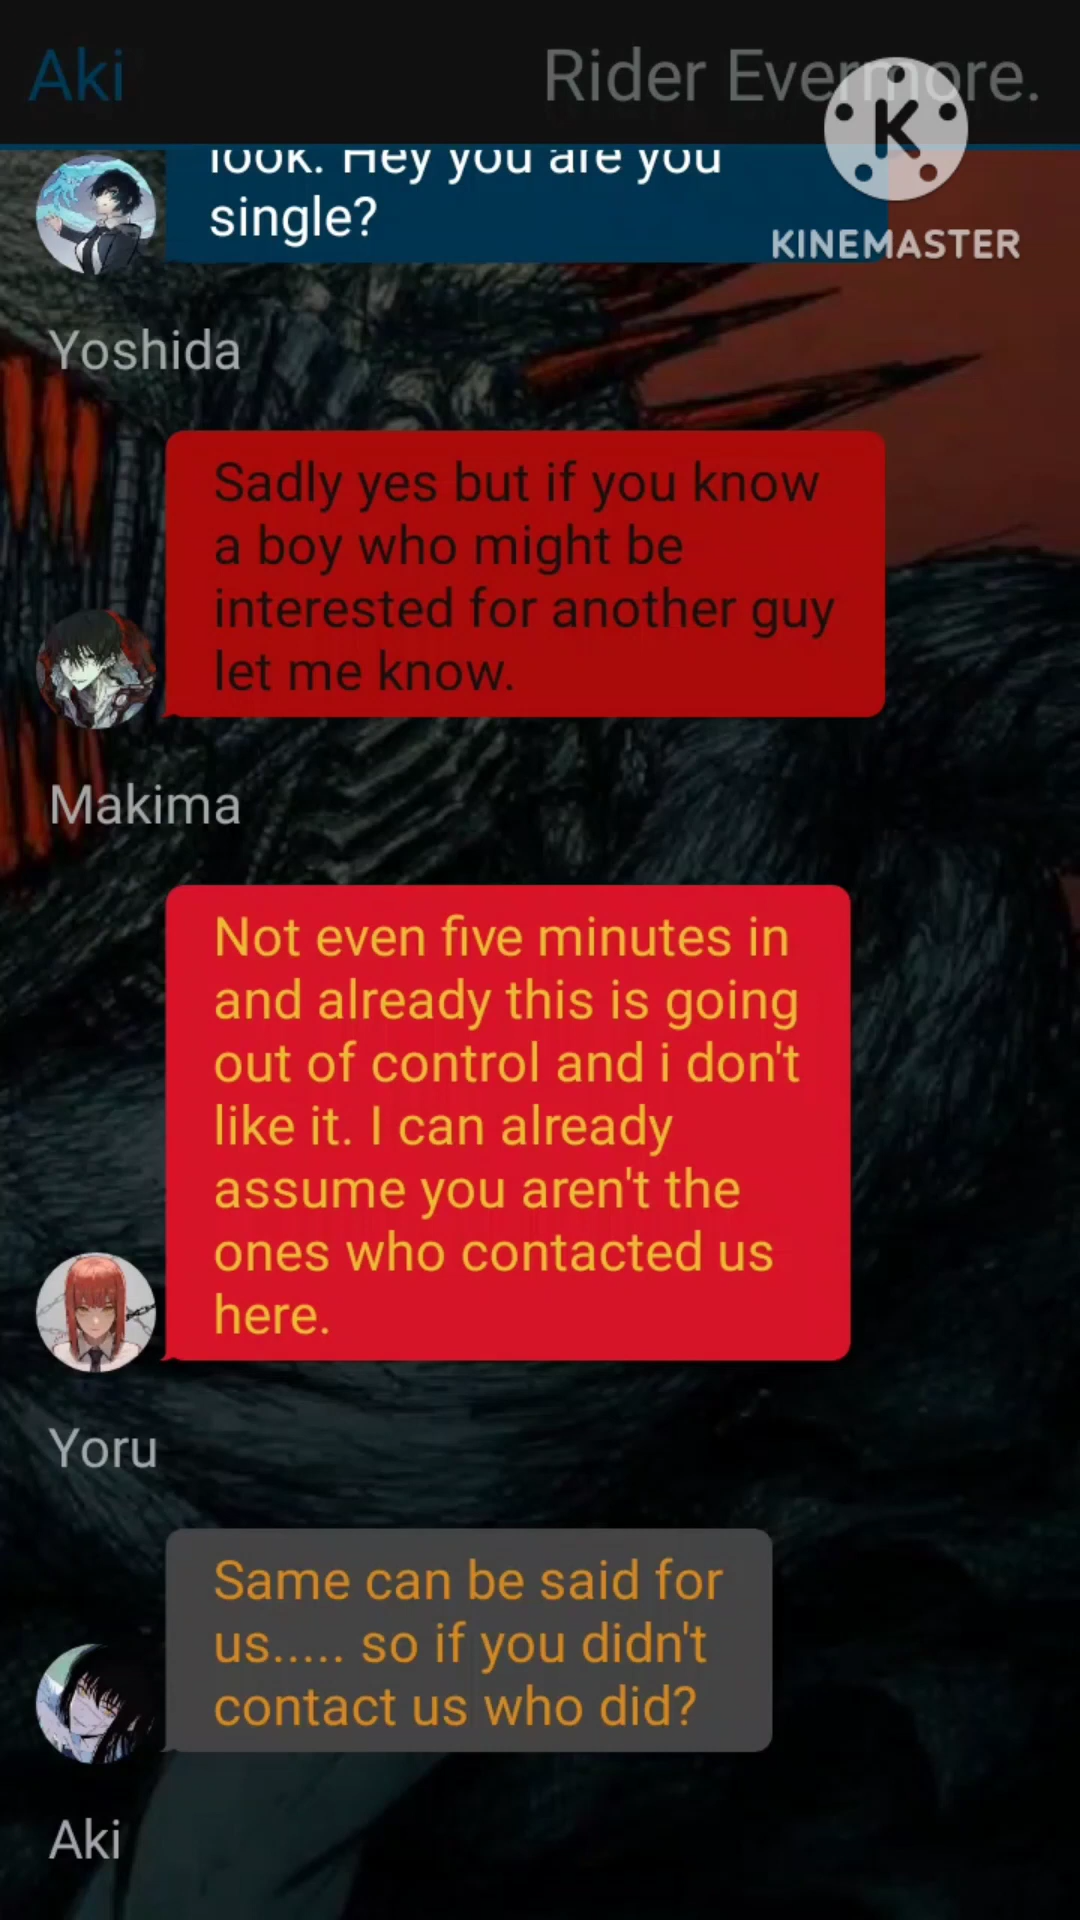 Aki
Rider Evermore.
K
KINEMASTER
look. Hey you are you
single?
Yoshida
Sadly yes but if you know
a boy who might be
interested for another guy
let me know.
Makima
Not even five minutes in
and already this is going
out of control and i don't
like it. I can already
assume you aren't the
ones who contacted us
here.
Yoru
Same can be said for
us..... so if you didn't
contact us who did?
Aki